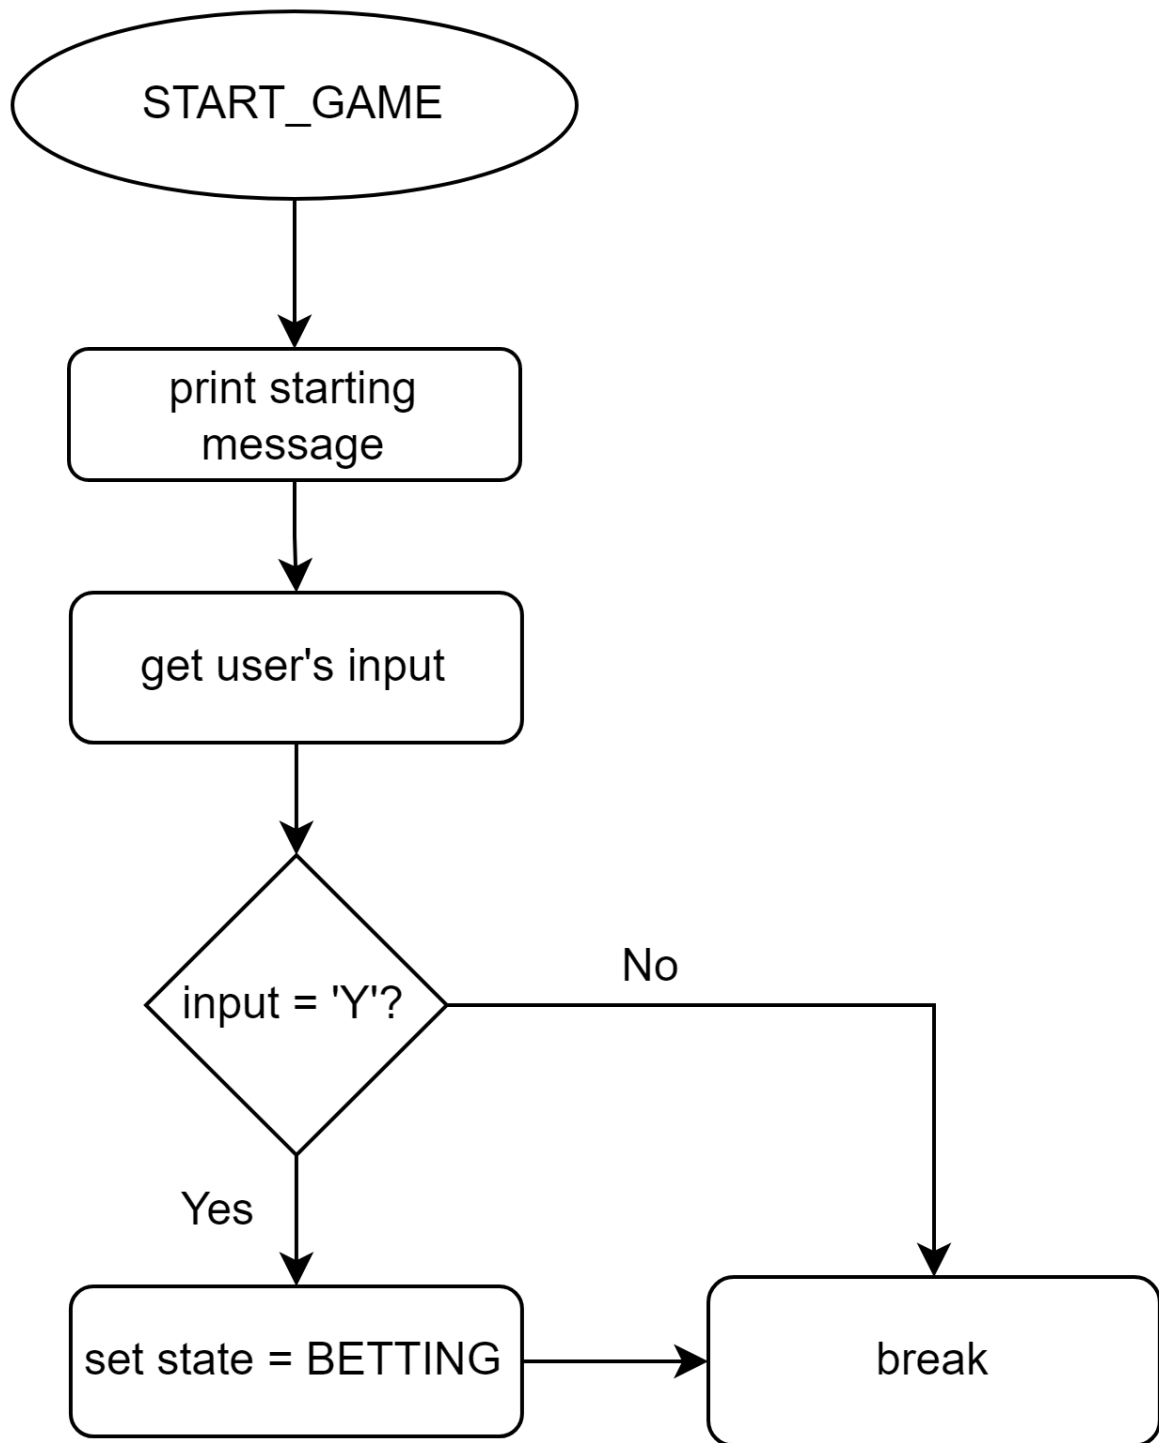 START_GAME
print starting
message
get user's input
input = 'Y'?
No
Yes
set state = BETTING
break